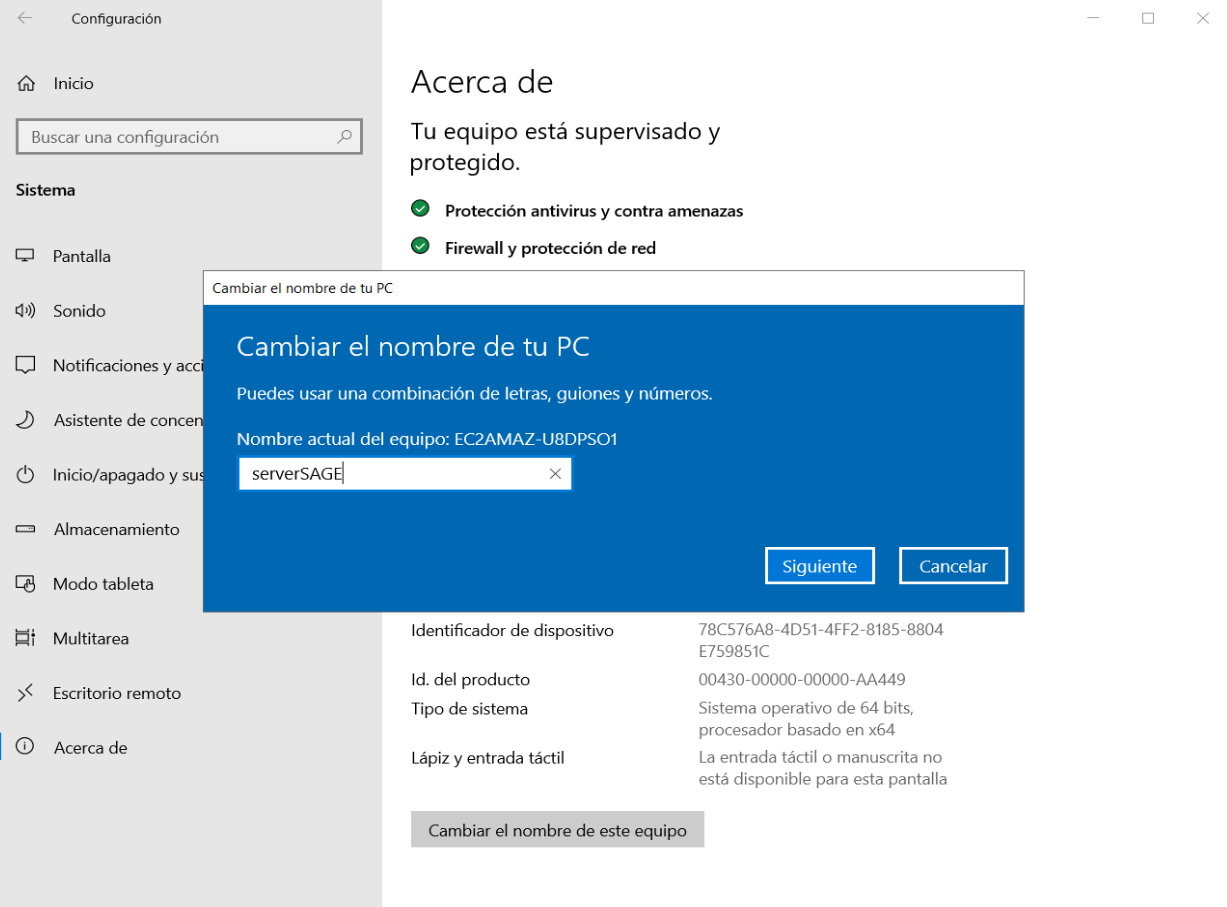 Configuración
Inicio
Buscar una configuración
Sistema
Pantalla
Sonido
Notificaciones y acci
Asistente de concen
Inicio/apagado y sus
Almacenamiento
Modo tableta
Multitarea
Escritorio remoto
Acerca de
Acerca de
Tu equipo está supervisado y
protegido.
Protección antivirus y contra amenazas
Firewall y protección de red
Cambiar el nombre de tu PC
Cambiar el nombre de tu PC
Puedes usar una combinación de letras, guiones y números.
Nombre actual del equipo: EC2AMAZ-U8DPSO1
serverSAGE
Siguiente Cancelar
Identificador de dispositivo 78C576A8-4D51-4FF2-8185-8804
E759851C
Id. del producto 00430-00000-00000-AA449
Tipo de sistema Sistema operativo de 64 bits,
procesador basado en x64
Lápiz y entrada táctil La entrada táctil o manuscrita no
está disponible para esta pantalla
Cambiar el nombre de este equipo